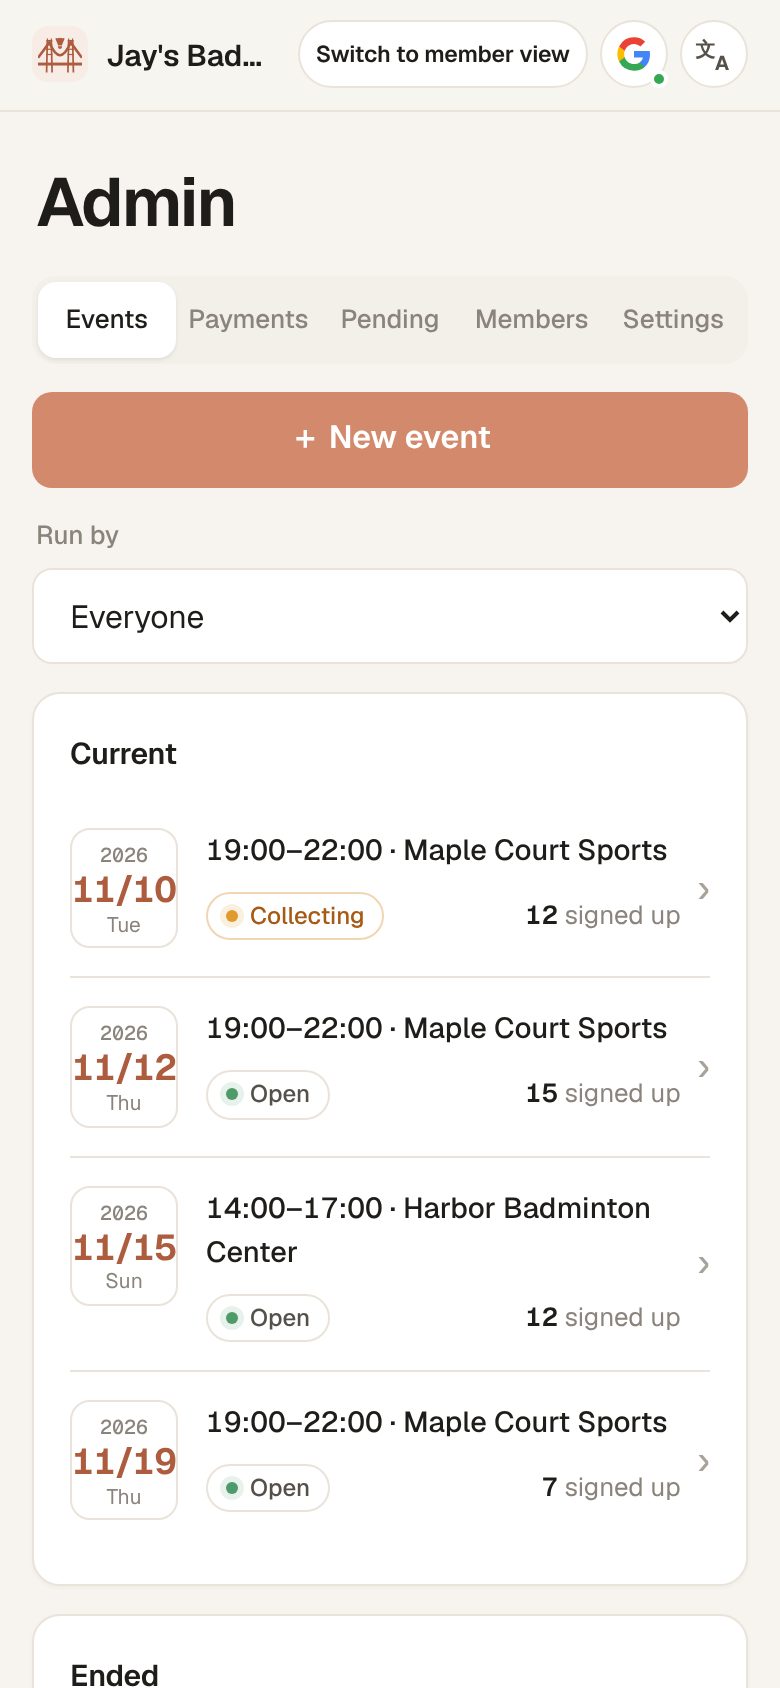 Jay's Bad...
Switch to member view
文A
Admin
Events Payments Pending Members Settings
+ New event
Run by
Everyone
Current
2026
11/10
Tue
19:00–22:00 · Maple Court Sports
Collecting
12 signed up
2026
11/12
Thu
19:00–22:00 · Maple Court Sports
Open
15 signed up
2026
11/15
Sun
14:00–17:00 · Harbor Badminton
Center
Open
12 signed up
2026
11/19
Thu
19:00–22:00 · Maple Court Sports
Open
7 signed up
Ended